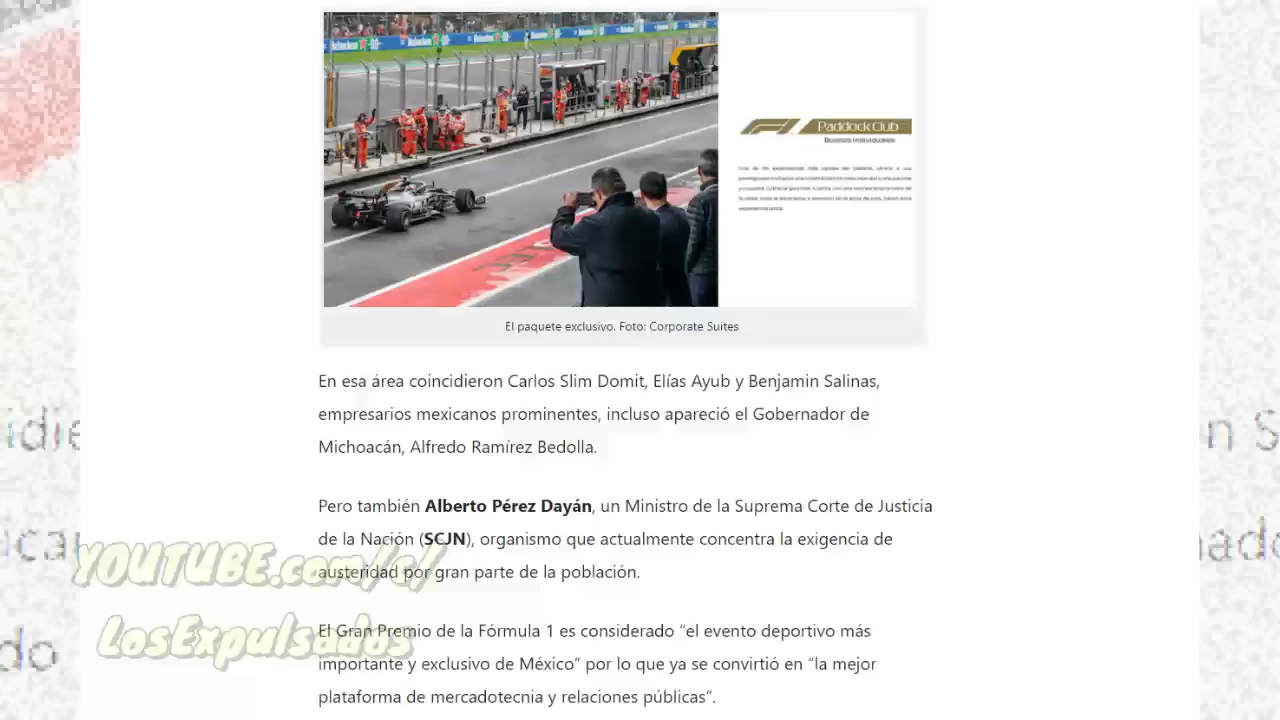 Heineken 0.0
Paddock Club
El paquete exclusivo. Foto: Corporate Suites
En esa área coincidieron Carlos Slim Domit, Elías Ayub y Benjamin Salinas,
empresarios mexicanos prominentes, incluso apareció el Gobernador de
Michoacán, Alfredo Ramírez Bedolla.
Pero también Alberto Pérez Dayán, un Ministro de la Suprema Corte de Justicia
de la Nación (SCJN), organismo que actualmente concentra la exigencia de
austeridad por gran parte de la población.
El Gran Premio de la Fórmula 1 es considerado “el evento deportivo más
importante y exclusivo de México” por lo que ya se convirtió en “la mejor
plataforma de mercadotecnia y relaciones públicas”.
YOUTUBE.com/c/
LosExpulsados